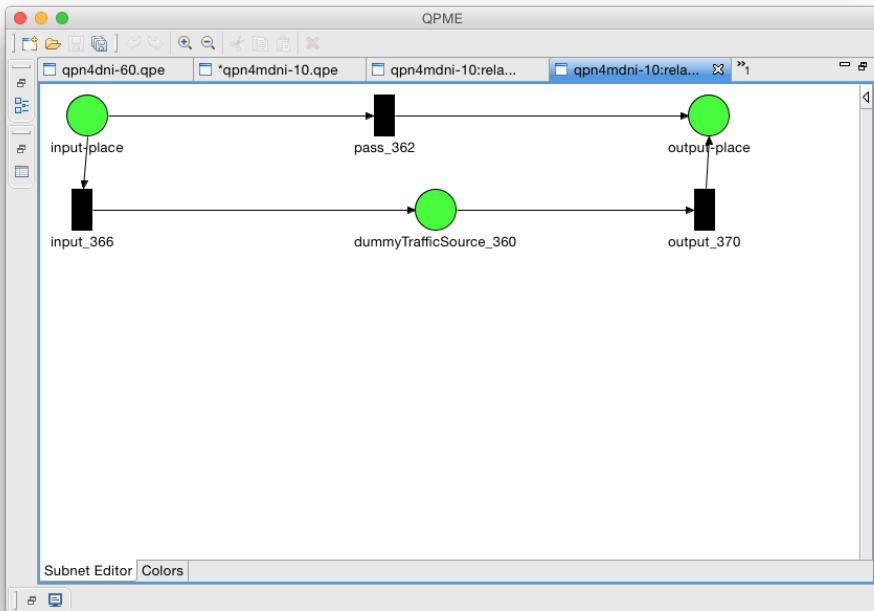 QPME
qpn4dni-60.qpe
*qpn4mdni-10.qpe
qpn4mdni-10:rela...
qpn4mdni-10:rela...
»1
input-place
pass_362
output-place
input_366
dummyTrafficSource_360
output_370
Subnet Editor
Colors